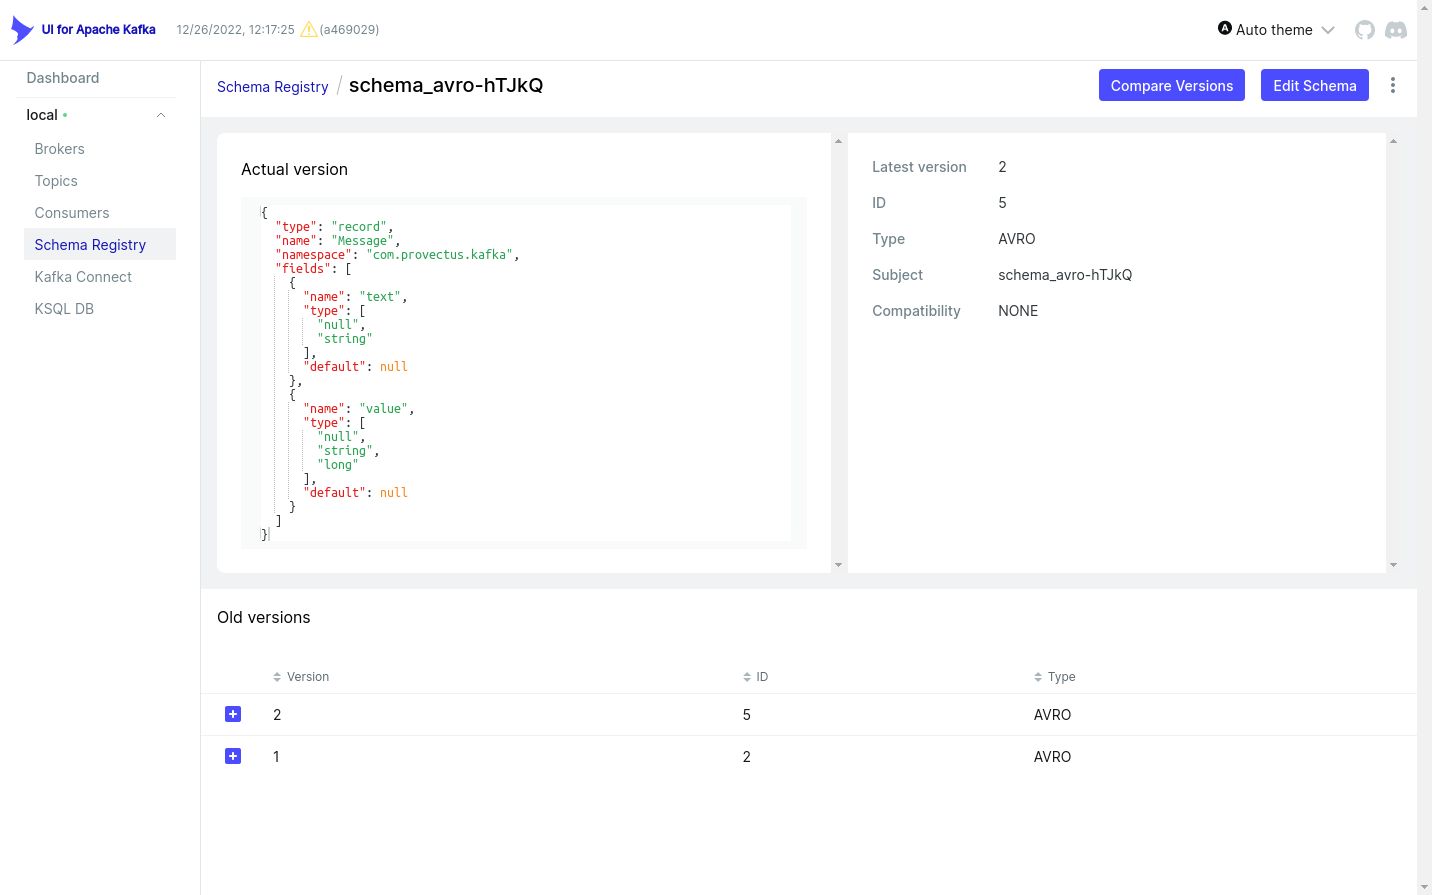 UI for Apache Kafka 12/26/2022, 12:17:25 (a469029) Auto theme
Dashboard
local
Brokers
Topics
Consumers
Schema Registry
Kafka Connect
KSQL DB
Schema Registry / schema_avro-hTJkQ
Compare Versions
Edit Schema
Actual version
{
"type": "record",
"name": "Message",
"namespace": "com.provectus.kafka",
"fields": [
{
"name": "text",
"type": [
"null",
"string"
],
"default": null
},
{
"name": "value",
"type": [
"null",
"string",
"long"
],
"default": null
}
]
}
Latest version 2
ID 5
Type AVRO
Subject schema_avro-hTJkQ
Compatibility NONE
Old versions
Version ID Type
2 5 AVRO
1 2 AVRO